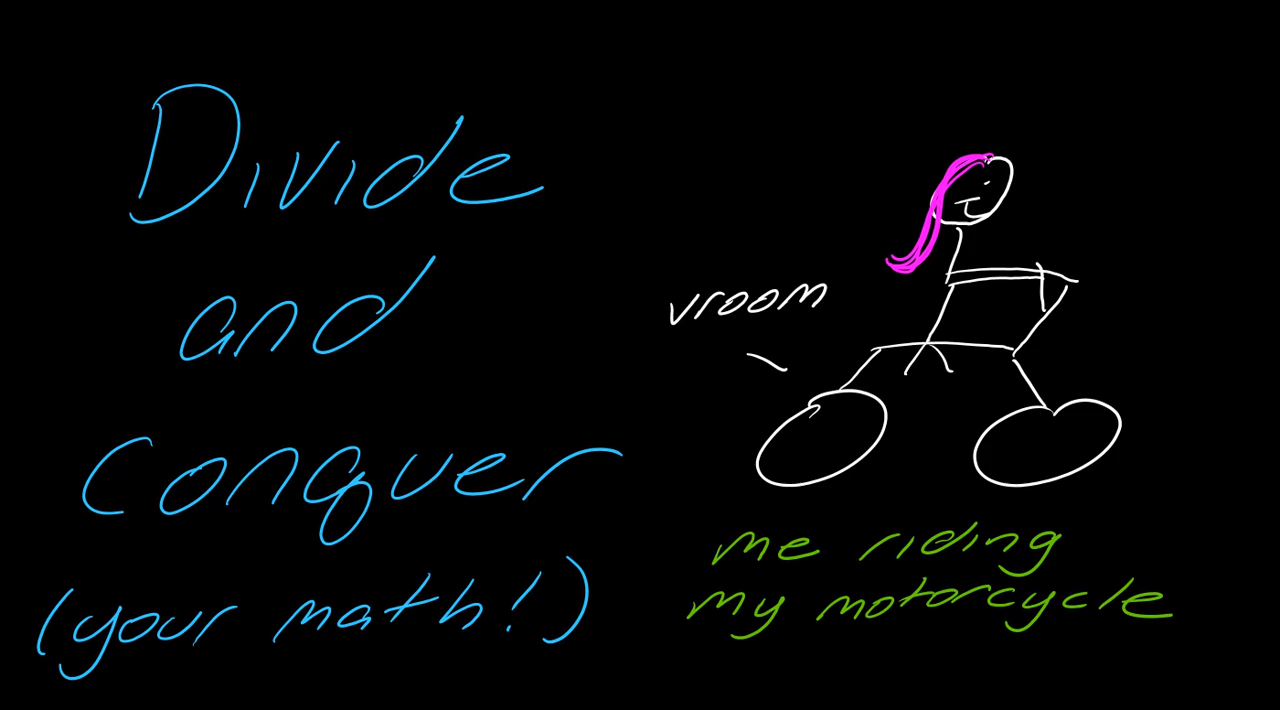 Divide
and
Conquer
(your math!)
vroom
me riding
my motorcycle